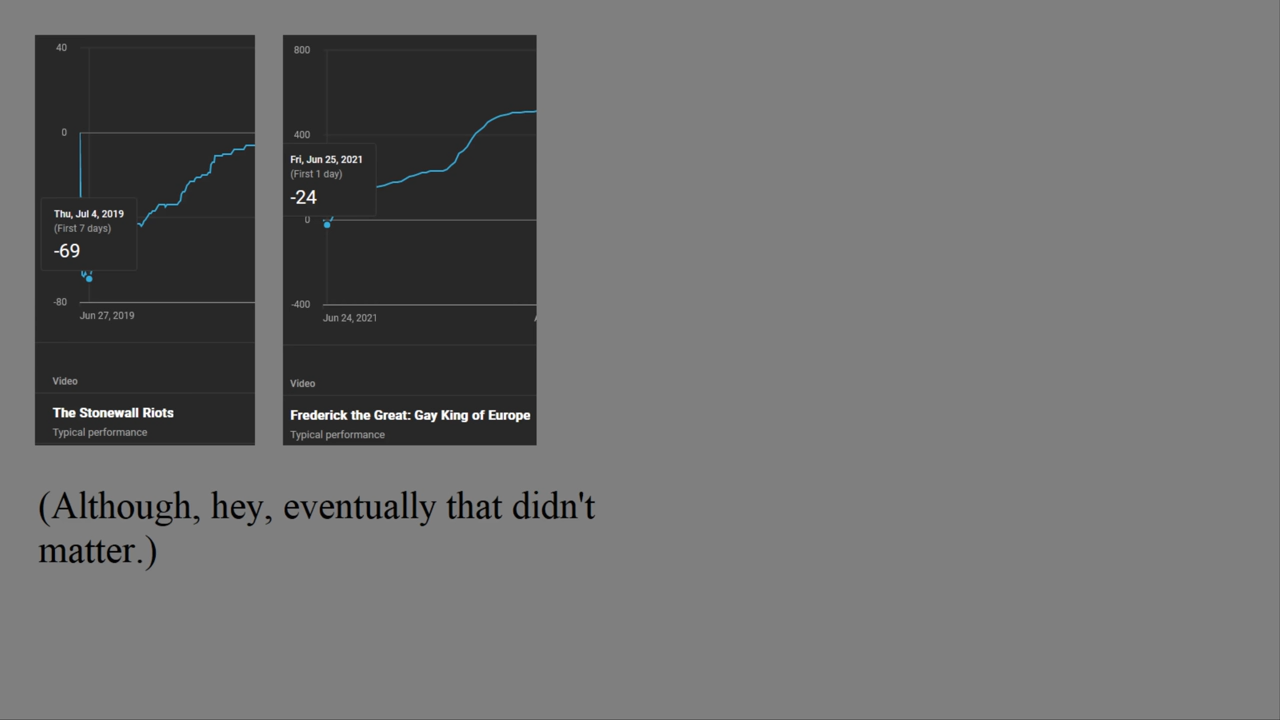 40
0
Thu, Jul 4, 2019
(First 7 days)
-69
-80
Jun 27, 2019
Video
The Stonewall Riots
Typical performance
800
400
Fri, Jun 25, 2021
(First 1 day)
-24
0
-400
Jun 24, 2021
Video
Frederick the Great: Gay King of Europe
Typical performance
(Although, hey, eventually that didn't
matter.)